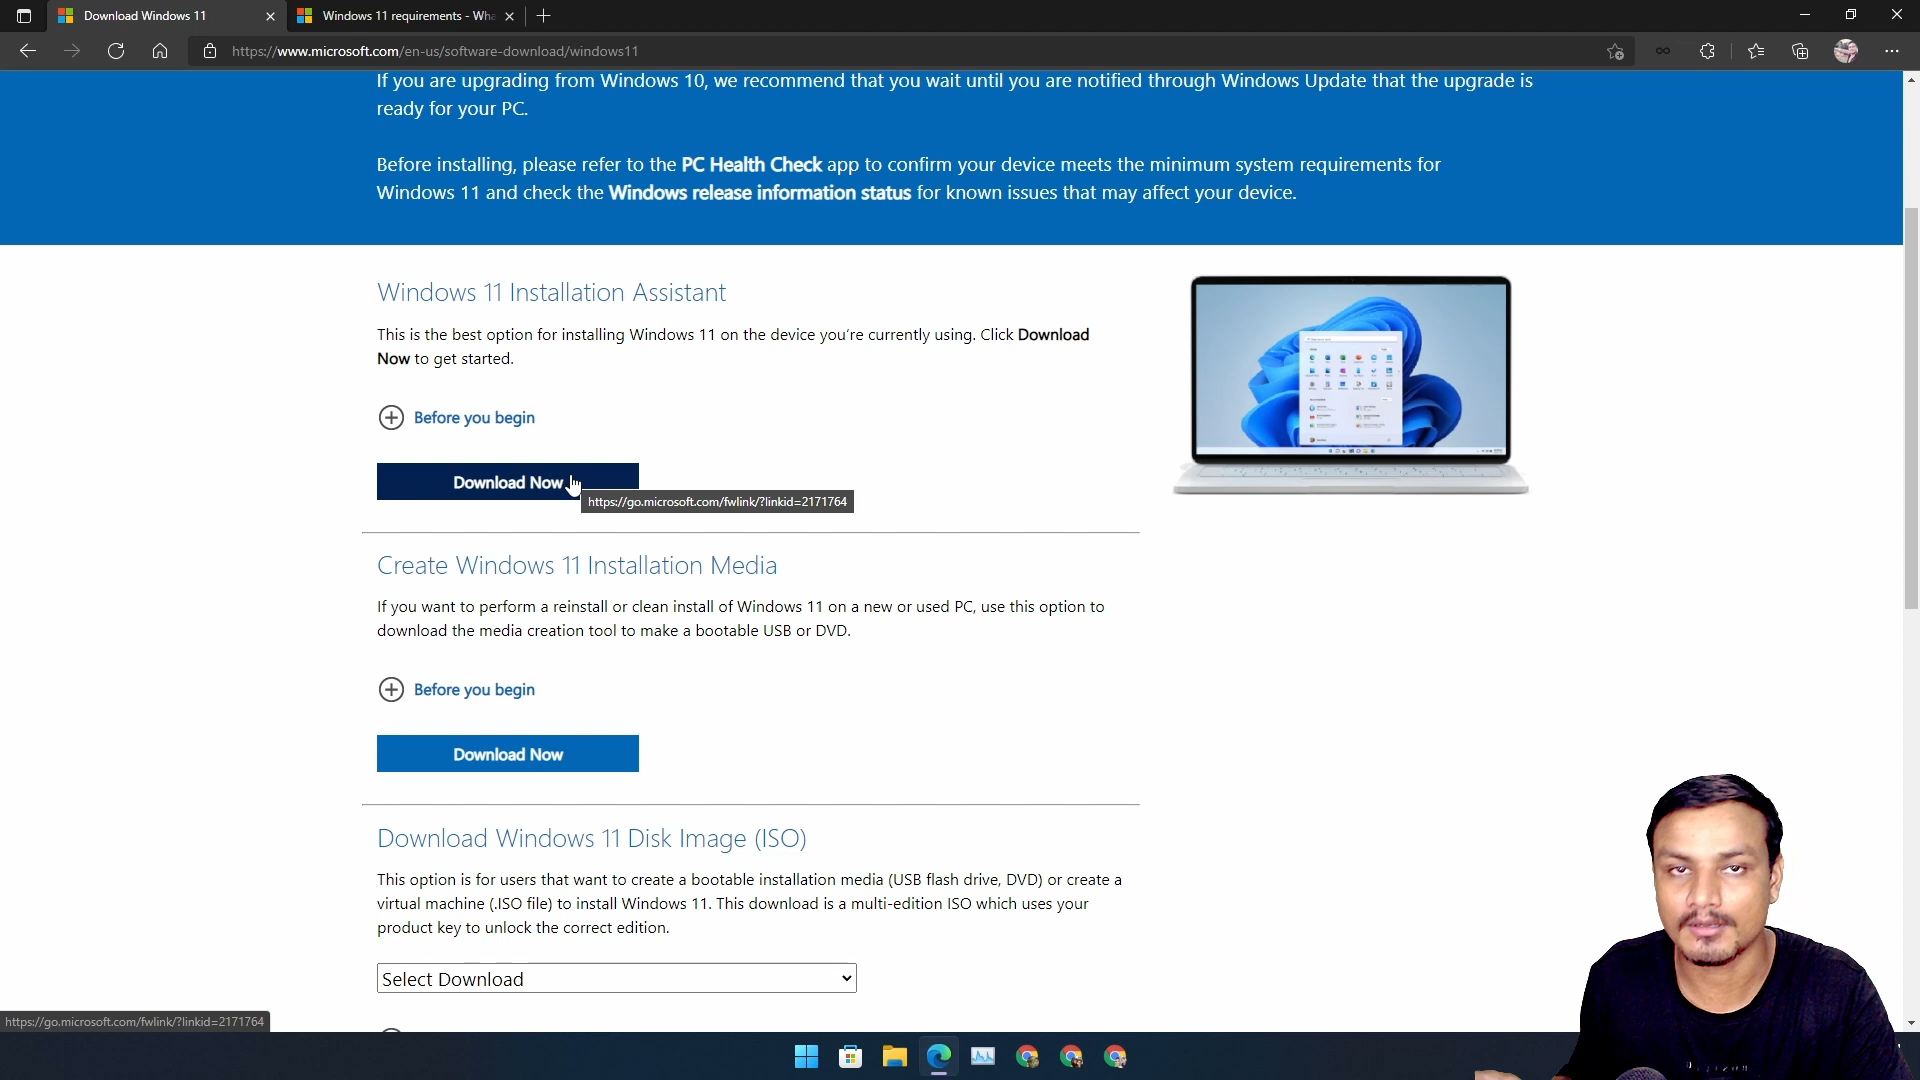 Download Windows 11
Windows 11 requirements - Wha
https://www.microsoft.com/en-us/software-download/windows11
If you are upgrading from Windows 10, we recommend that you wait until you are notified through Windows Update that the upgrade is
ready for your PC.
Before installing, please refer to the PC Health Check app to confirm your device meets the minimum system requirements for
Windows 11 and check the Windows release information status for known issues that may affect your device.
Windows 11 Installation Assistant
This is the best option for installing Windows 11 on the device you're currently using. Click Download
Now to get started.
Before you begin
Download Now
https://go.microsoft.com/fwlink/?linkid=2171764
Create Windows 11 Installation Media
If you want to perform a reinstall or clean install of Windows 11 on a new or used PC, use this option to
download the media creation tool to make a bootable USB or DVD.
Before you begin
Download Now
Download Windows 11 Disk Image (ISO)
This option is for users that want to create a bootable installation media (USB flash drive, DVD) or create a
virtual machine (.ISO file) to install Windows 11. This download is a multi-edition ISO which uses your
product key to unlock the correct edition.
Select Download
https://go.microsoft.com/fwlink/?linkid=2171764